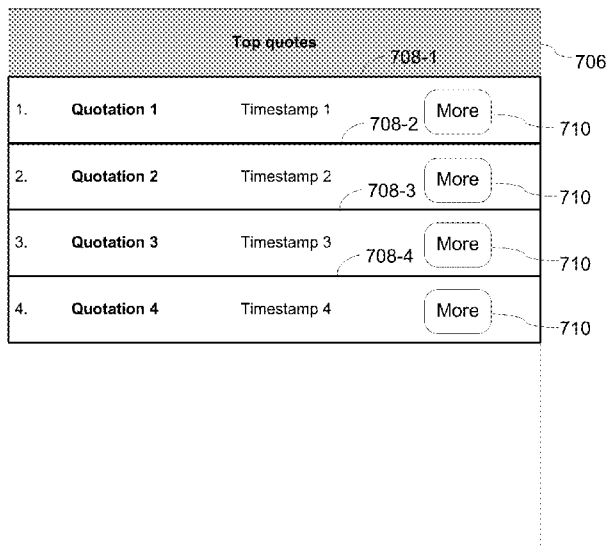 Top quotes
708-1
706
1. Quotation 1 Timestamp 1 More
708-2
710
2. Quotation 2 Timestamp 2 More
708-3
710
3. Quotation 3 Timestamp 3 More
708-4
710
4. Quotation 4 Timestamp 4 More
710